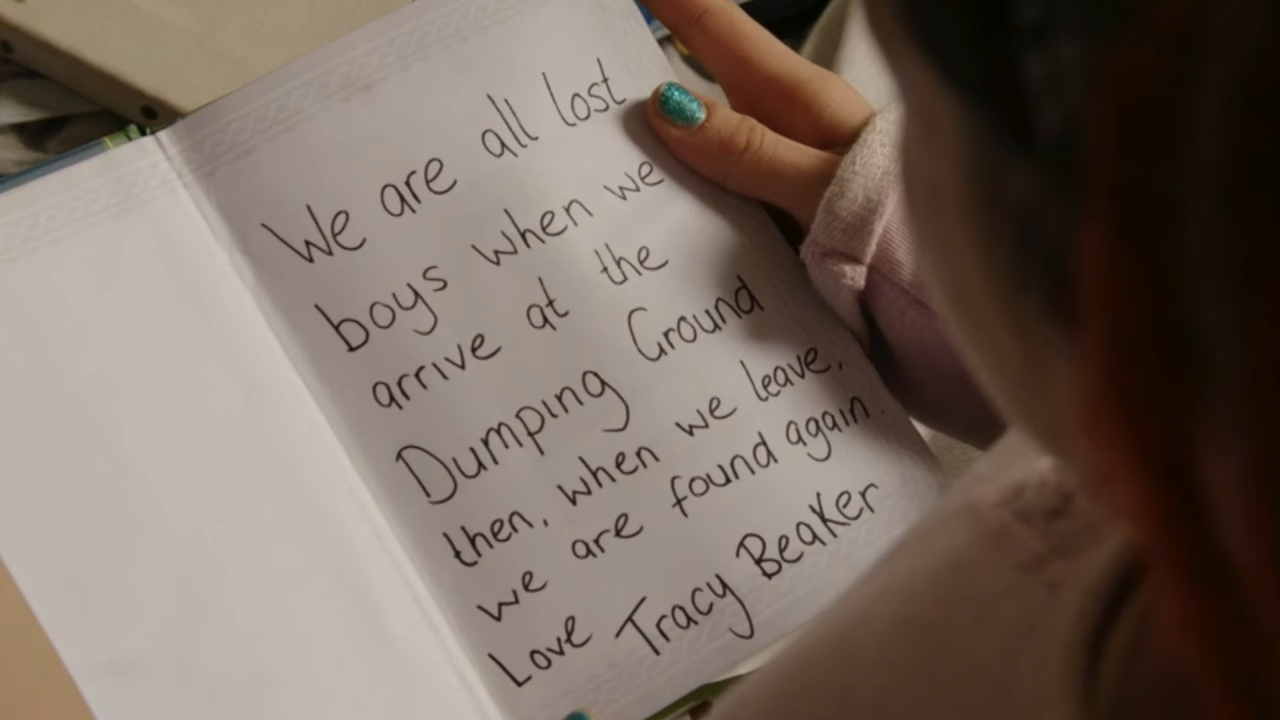 We are all lost
boys when we
arrive at the
Dumping Ground
then, when we leave,
we are found again.
Love Tracy Beaker